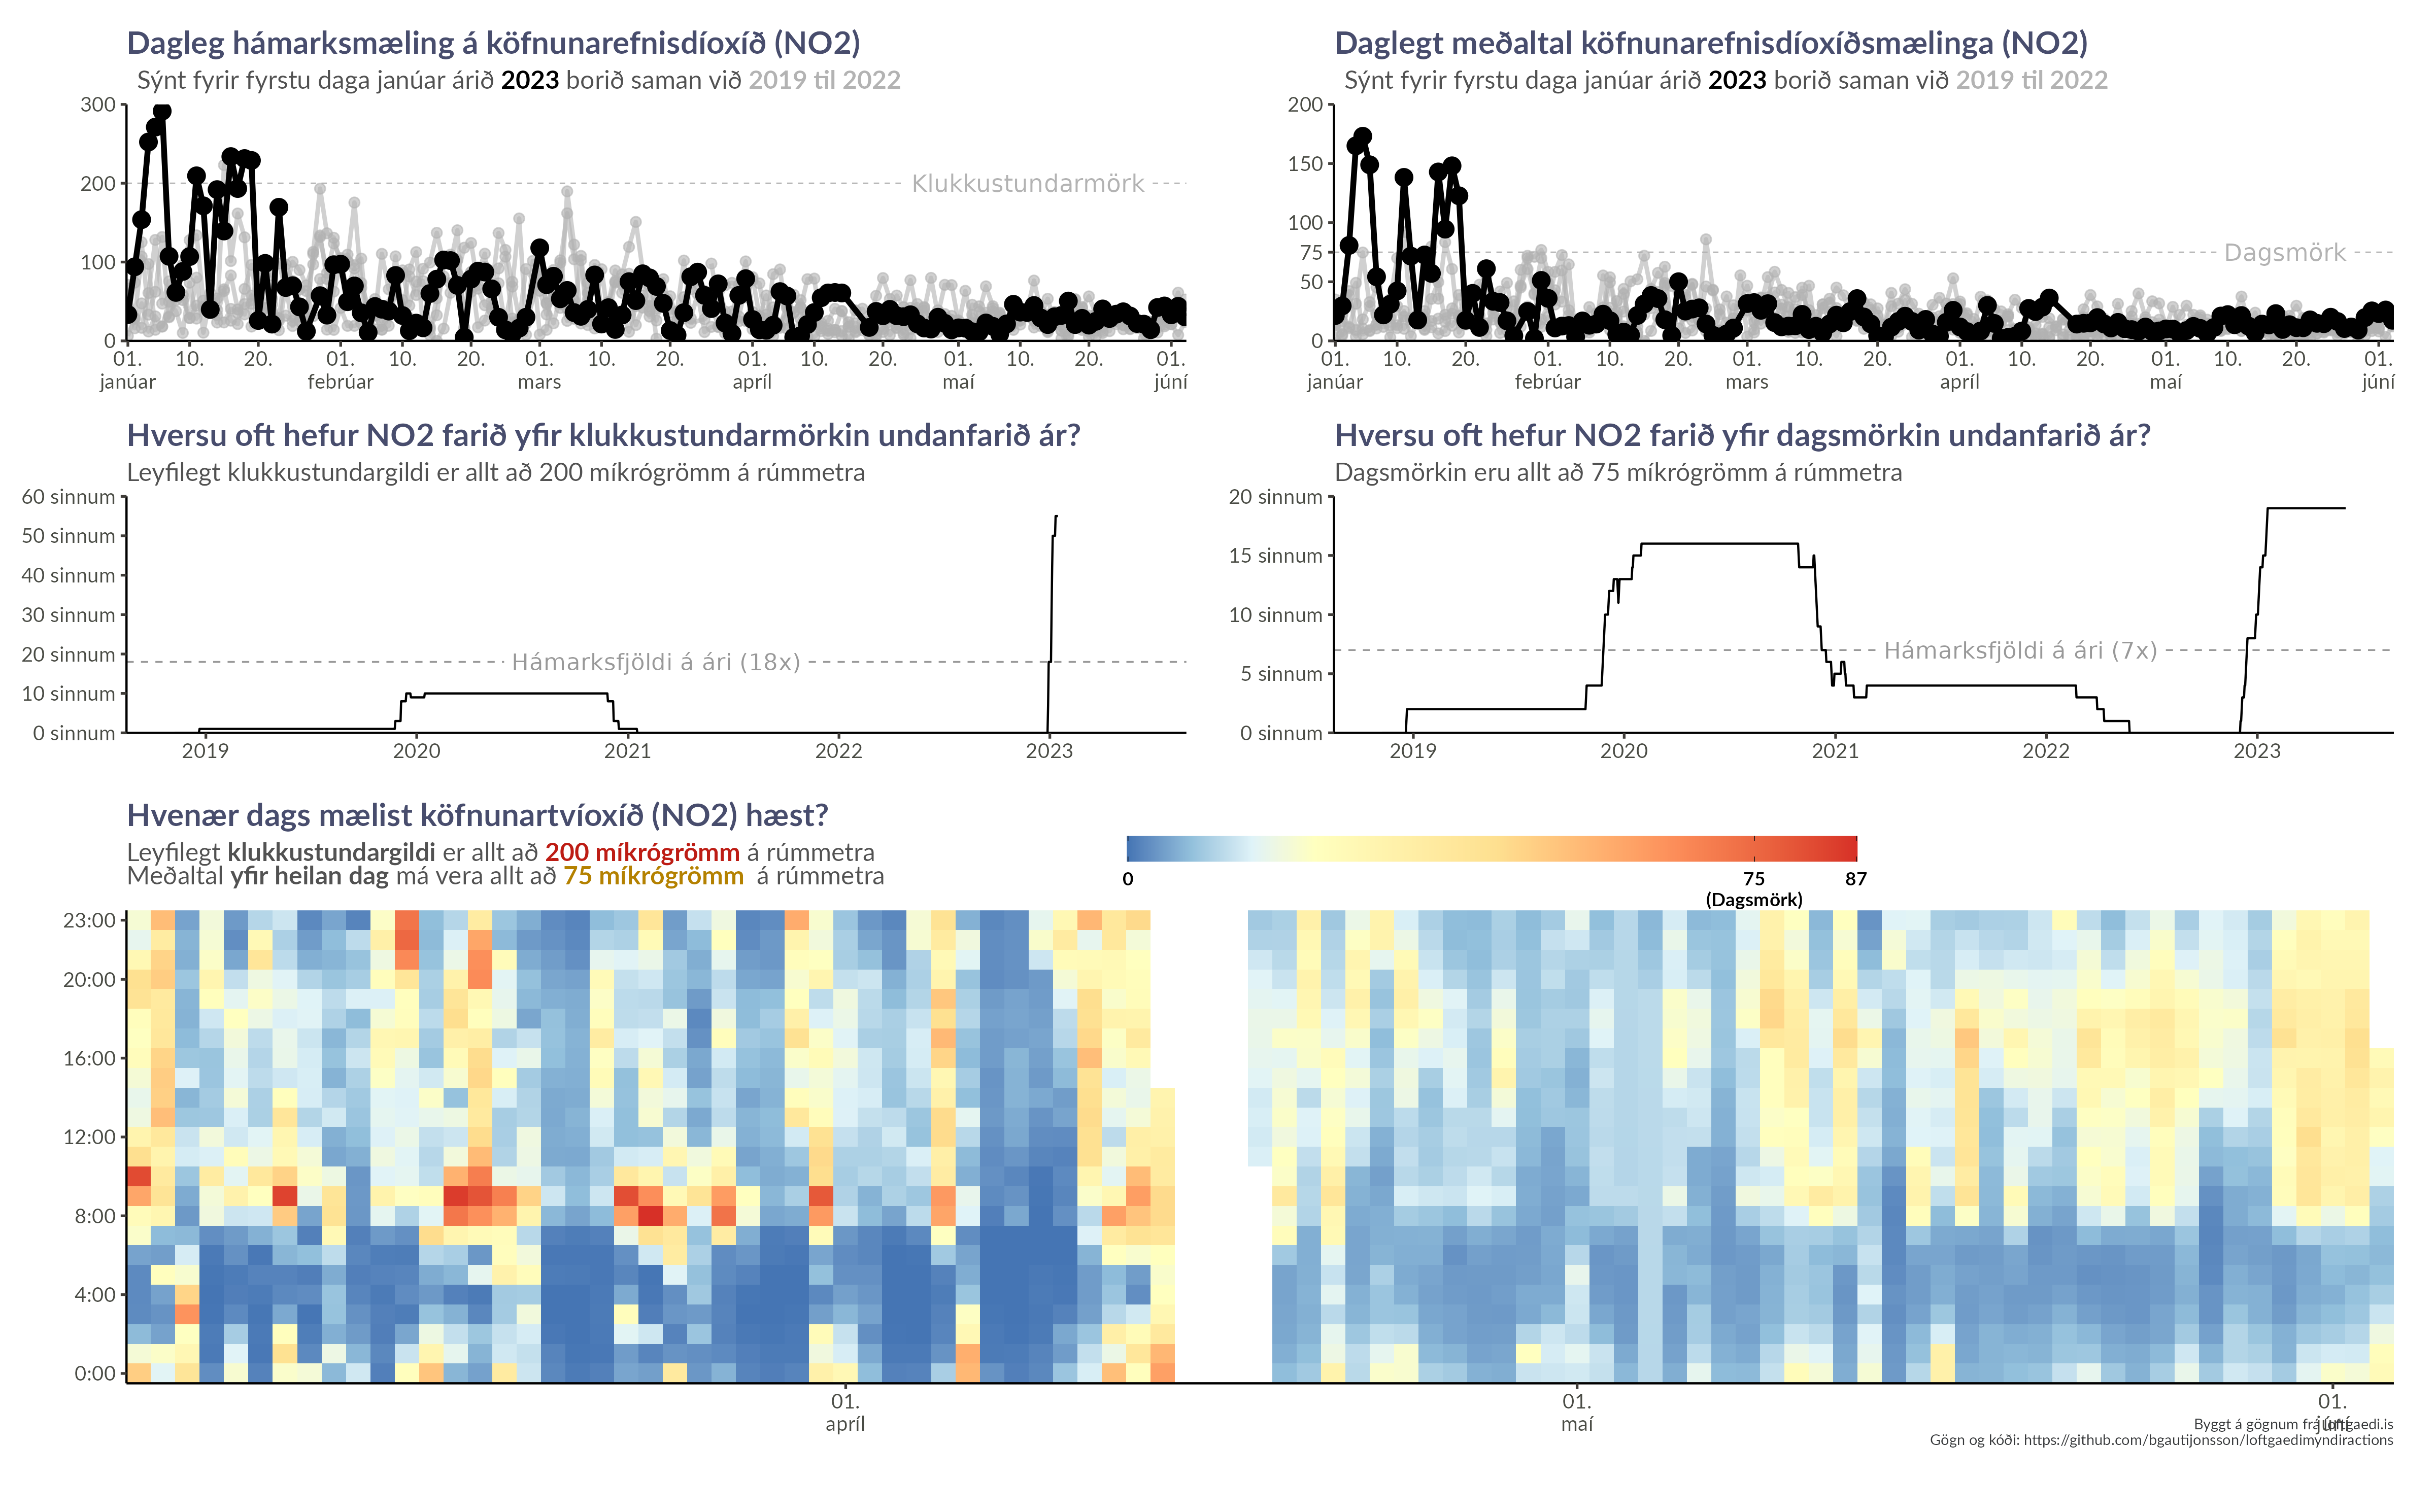 Dagleg hámarksmæling á köfnunarefnisdíoxíð (NO2)
Sýnt fyrir fyrstu daga janúar árið 2023 borið saman við 2019 til 2022
300
200
100
0
Klukkustundarmörk
01. 10. 20. 01. 10. 20. 01. 10. 20. 01. 10. 20. 01. 10. 20. 01.
janúar febrúar mars apríl maí júní
Daglegt meðaltal köfnunarefnisdíoxíðsmælinga (NO2)
Sýnt fyrir fyrstu daga janúar árið 2023 borið saman við 2019 til 2022
200
150
100
75
50
0
Dagsmörk
01. 10. 20. 01. 10. 20. 01. 10. 20. 01. 10. 20. 01. 10. 20. 01.
janúar febrúar mars apríl maí júní
Hversu oft hefur NO2 farið yfir klukkustundarmörkin undanfarið ár?
Leyfilegt klukkustundargildi er allt að 200 míkrógrömm á rúmmetra
60 sinnum
50 sinnum
40 sinnum
30 sinnum
20 sinnum
10 sinnum
0 sinnum
Hámarksfjöldi á ári (18x)
2019 2020 2021 2022 2023
Hversu oft hefur NO2 farið yfir dagsmörkin undanfarið ár?
Dagsmörkin eru allt að 75 míkrógrömm á rúmmetra
20 sinnum
15 sinnum
10 sinnum
5 sinnum
0 sinnum
Hámarksfjöldi á ári (7x)
2019 2020 2021 2022 2023
Hvenær dags mælist köfnunartvíoxíð (NO2) hæst?
Leyfilegt klukkustundargildi er allt að 200 míkrógrömm á rúmmetra
Meðaltal yfir heilan dag má vera allt að 75 míkrógrömm á rúmmetra
0 75 87
(Dagsmörk)
23:00
20:00
16:00
12:00
8:00
4:00
0:00
01. 01. 01.
apríl maí júní
Byggt á gögnum frá loftgaedi.is
Gögn og kóði: https://github.com/bgautijonsson/loftgaedimyndiractions